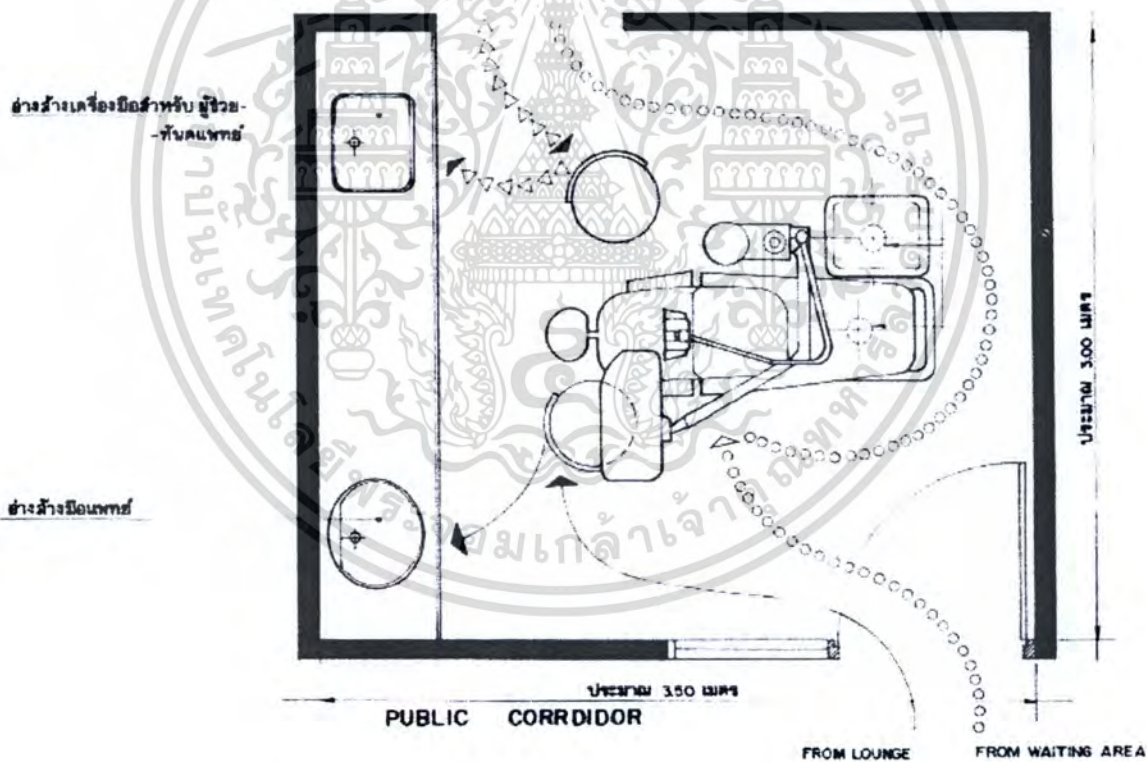 อ่างล้างเครื่องมือสำหรับ ผู้ช่วย-
-ทันตแพทย์
อ่างล้างมือแพทย์
ประมาณ 3.00 เมตร
ประมาณ 3.50 เมตร
PUBLIC CORRDIDOR
FROM LOUNGE
FROM WAITING AREA